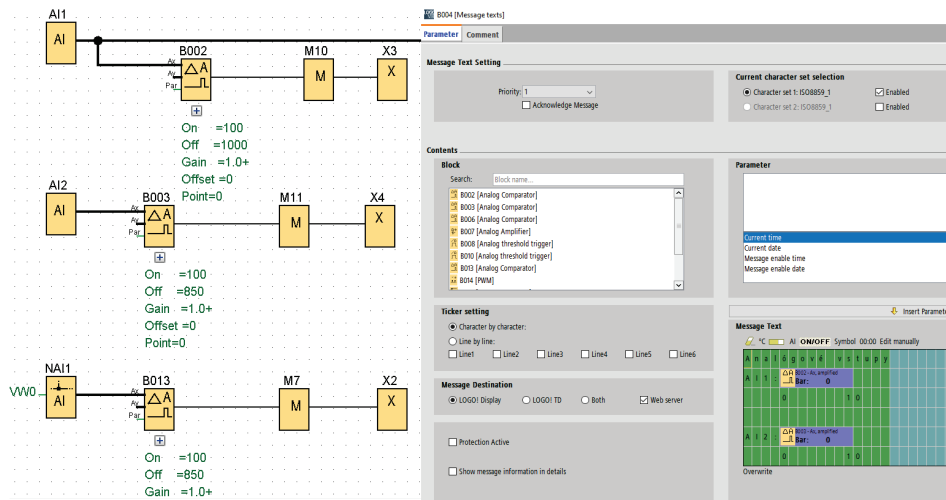 AI1
AI
B002
Ax
Ay
Par
M10
M
X3
X
On =100
Off =1000
Gain =1.0+
Offset =0
Point=0
AI2
AI
B003
Ax
Ay
Par
M11
M
X4
X
On =100
Off =850
Gain =1.0+
Offset =0
Point=0
NAI1
VW0
AI
B013
Ax
Ay
Par
M7
M
X2
X
On =100
Off =850
Gain =1.0+
B004 [Message texts]
Parameter Comment
Message Text Setting
Priority: 1
Acknowledge Message
Current character set selection
Character set 1: ISO8859_1 Enabled
Character set 2: ISO8859_1 Enabled
Contents
Block
Search: Block name...
B002 [Analog Comparator]
B003 [Analog Comparator]
B006 [Analog Comparator]
B007 [Analog Amplifier]
B008 [Analog threshold trigger]
B010 [Analog threshold trigger]
B013 [Analog Comparator]
B014 [PWM]
Parameter
Current time
Current date
Message enable time
Message enable date
Ticker setting
Character by character:
Line by line:
Line1 Line2 Line3 Line4 Line5 Line6
Insert Paramete
Message Destination
LOGO! Display LOGO! TD Both Web server
Protection Active
Show message information in details
Message Text
°C AI ON/OFF Symbol 00:00 Edit manually
Analógové vstupy
AI1: B002 - Ax, amplified
Bar: 0
0 10
AI2: B003 - Ax, amplified
Bar: 0
0 10
Overwrite